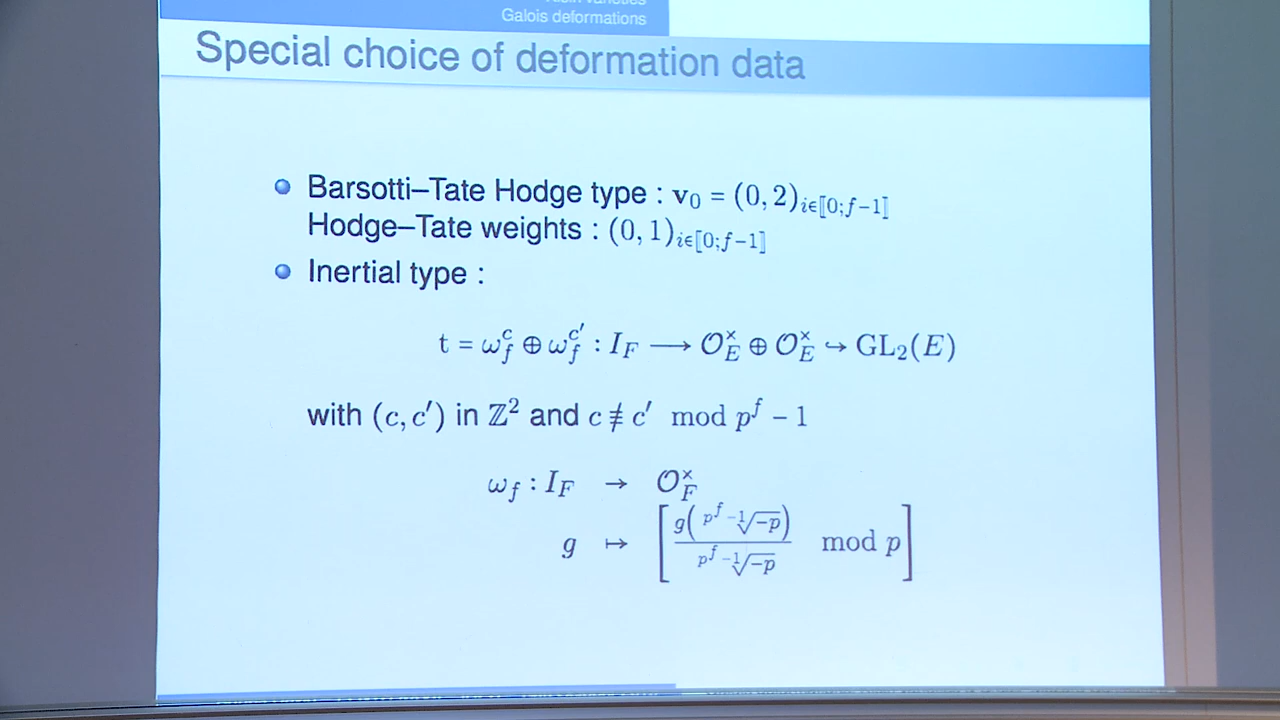 Galois deformations
Special choice of deformation data
Barsotti–Tate Hodge type : v₀ = (0, 2)_{i∈⟦0;f−1⟧}
Hodge–Tate weights : (0, 1)_{i∈⟦0;f−1⟧}
Inertial type :
t = ω_f^c ⊕ ω_f^{c′} : I_F ⟶ 𝒪_E^× ⊕ 𝒪_E^× ↪ GL₂(E)
with (c, c′) in ℤ² and c ≢ c′ mod p^f − 1
ω_f : I_F → 𝒪_F^×
g ↦ [ g( ^{p^f−1}√−p ) / ^{p^f−1}√−p mod p ]